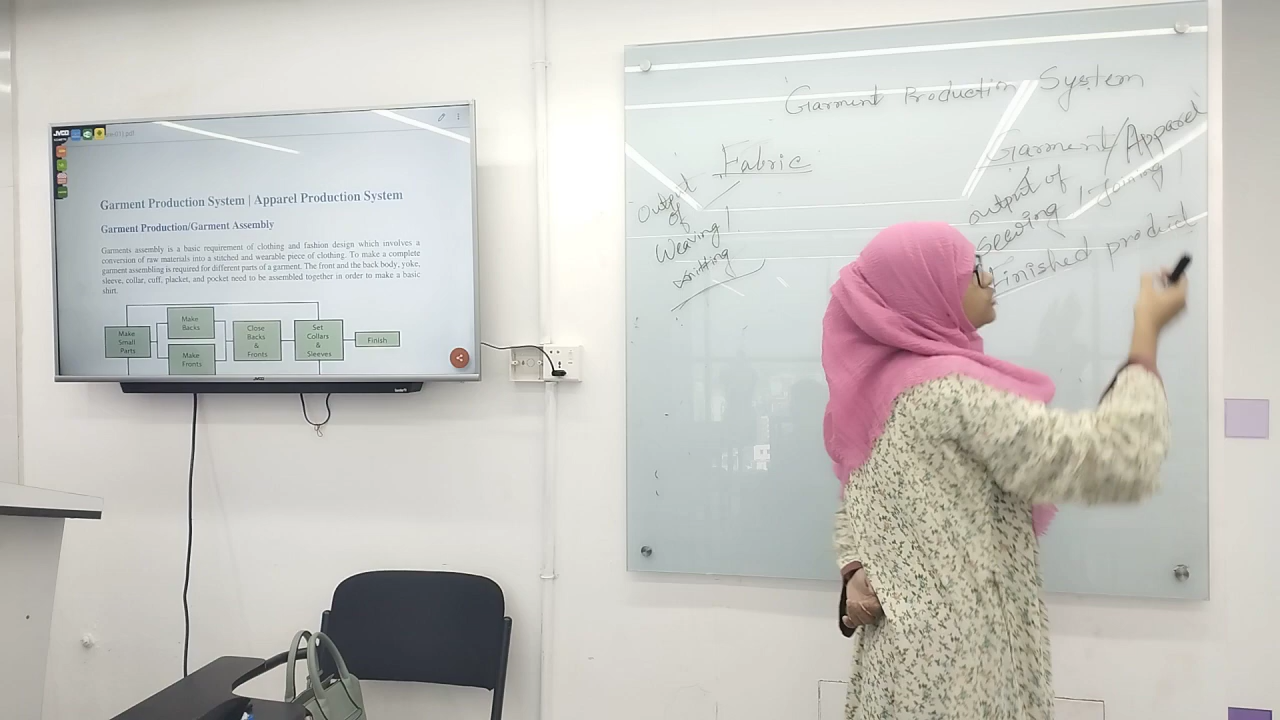 JVCO
Garment Production System | Apparel Production System
Garment Production/Garment Assembly
Garments assembly is a basic requirement of clothing and fashion design which involves a
conversion of raw materials into a stitched and wearable piece of clothing. To make a complete
garment assembling is required for different parts of a garment. The front and the back body, yoke,
sleeve, collar, cuff, placket, and pocket need to be assembled together in order to make a basic
shirt.
Make
Small
Parts
Make
Backs
Make
Fronts
Close
Backs
&
Fronts
Set
Collars
&
Sleeves
Finish
JVCO
Garment Production System
Fabric
Output
of
Weaving/
knitting
Garment/Apparel
output of
Sewing / Joining /
Finished product